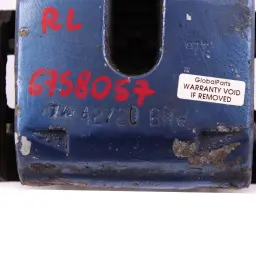 RL
6758057
42/20
GlobalParts
WARRANTY VOID
IF REMOVED